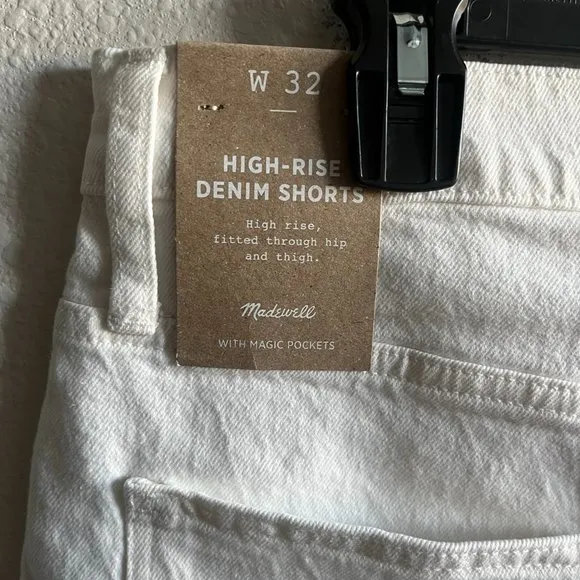 W 32
HIGH-RISE
DENIM SHORTS
High rise,
fitted through hip
and thigh.
Madewell
WITH MAGIC POCKETS